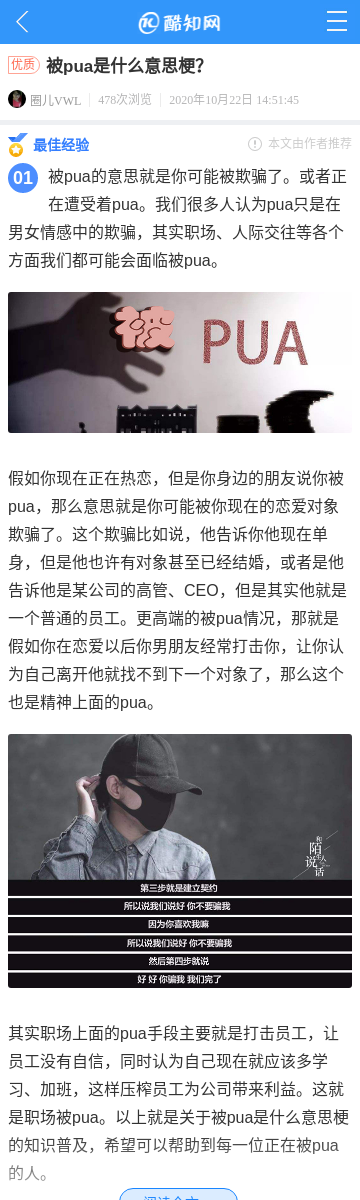 酷知网
优质 被pua是什么意思梗?
圈儿VWL 478次浏览 2020年10月22日 14:51:45
最佳经验 本文由作者推荐
01 被pua的意思就是你可能被欺骗了。或者正
在遭受着pua。我们很多人认为pua只是在
男女情感中的欺骗，其实职场、人际交往等各个
方面我们都可能会面临被pua。
被 PUA
假如你现在正在热恋，但是你身边的朋友说你被
pua，那么意思就是你可能被你现在的恋爱对象
欺骗了。这个欺骗比如说，他告诉你他现在单
身，但是他也许有对象甚至已经结婚，或者是他
告诉他是某公司的高管、CEO，但是其实他就是
一个普通的员工。更高端的被pua情况，那就是
假如你在恋爱以后你男朋友经常打击你，让你认
为自己离开他就找不到下一个对象了，那么这个
也是精神上面的pua。
和
陌生人
说
话
第三步就是建立契约
所以说我们说好 你不要骗我
因为你喜欢我嘛
所以说我们说好 你不要骗我
然后第四步就说
好 好 你骗我 我们完了
其实职场上面的pua手段主要就是打击员工，让
员工没有自信，同时认为自己现在就应该多学
习、加班，这样压榨员工为公司带来利益。这就
是职场被pua。以上就是关于被pua是什么意思梗
的知识普及，希望可以帮助到每一位正在被pua
的人。